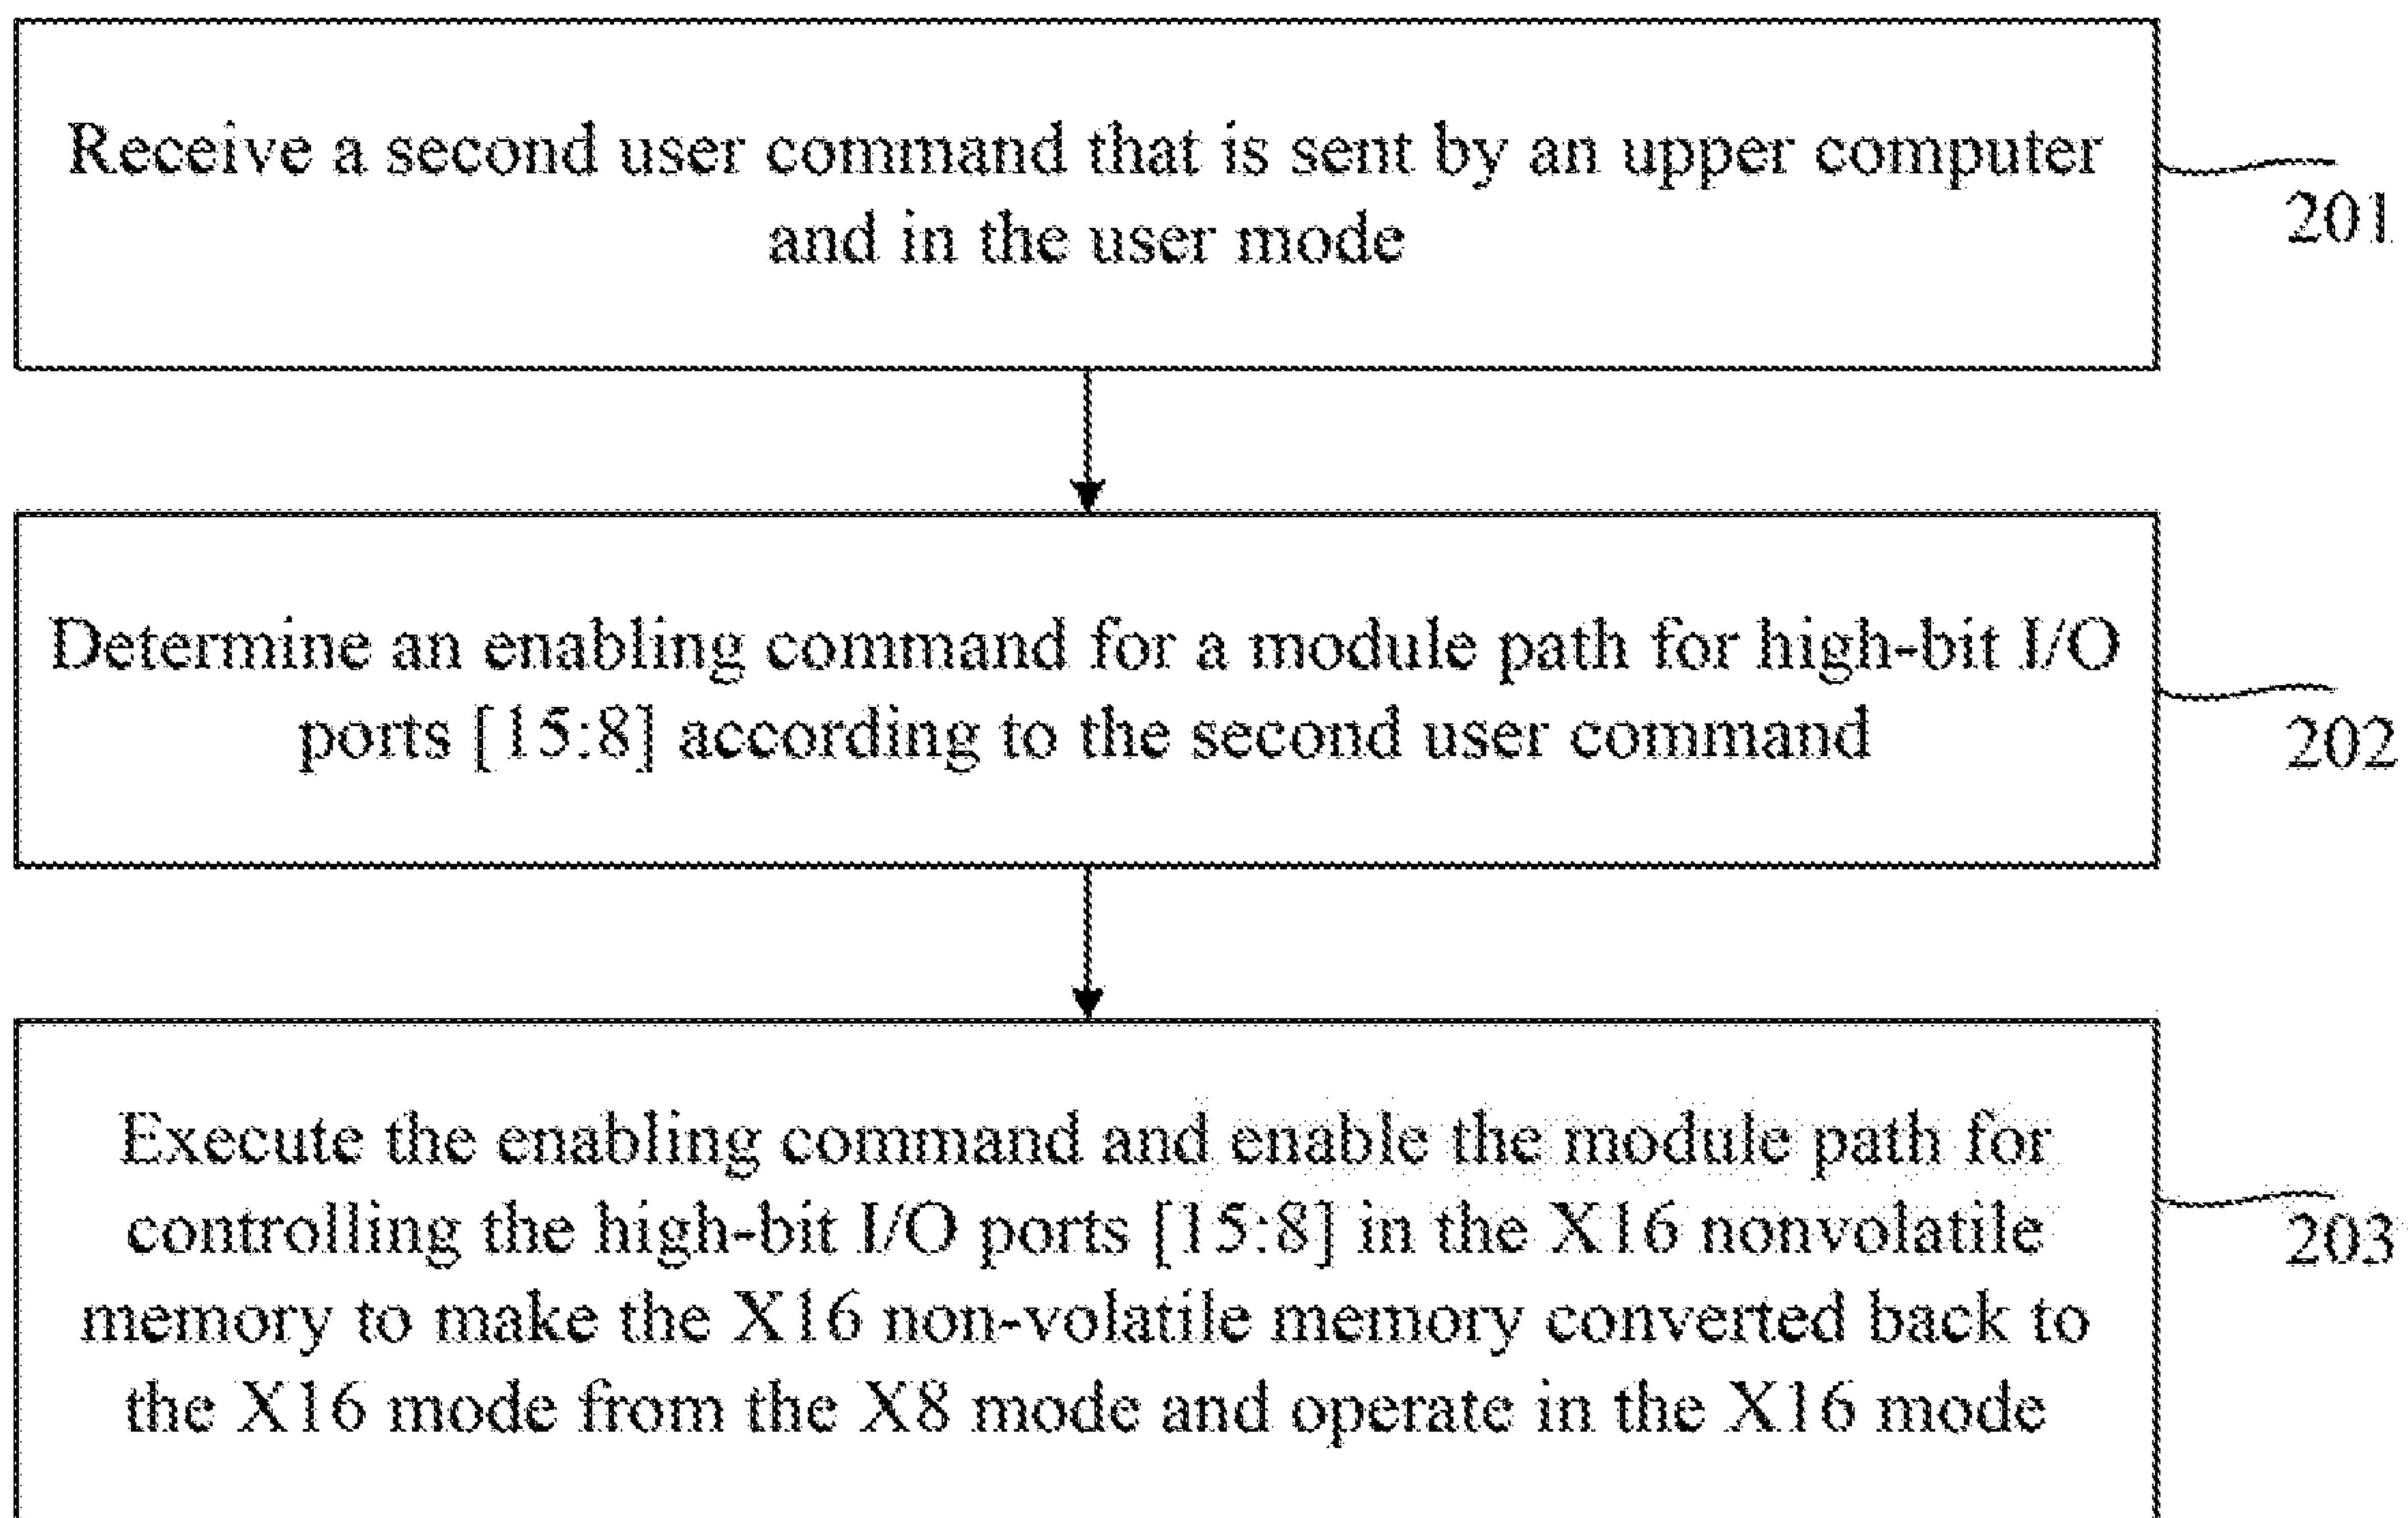 Receive a second user command that is sent by an upper computer
and in the user mode
201
Determine an enabling command for a module path for high-bit I/O
ports [15:8] according to the second user command
202
Execute the enabling command and enable the module path for
controlling the high-bit I/O ports [15:8] in the X16 nonvolatile
memory to make the X16 non-volatile memory converted back to
the X16 mode from the X8 mode and operate in the X16 mode
203